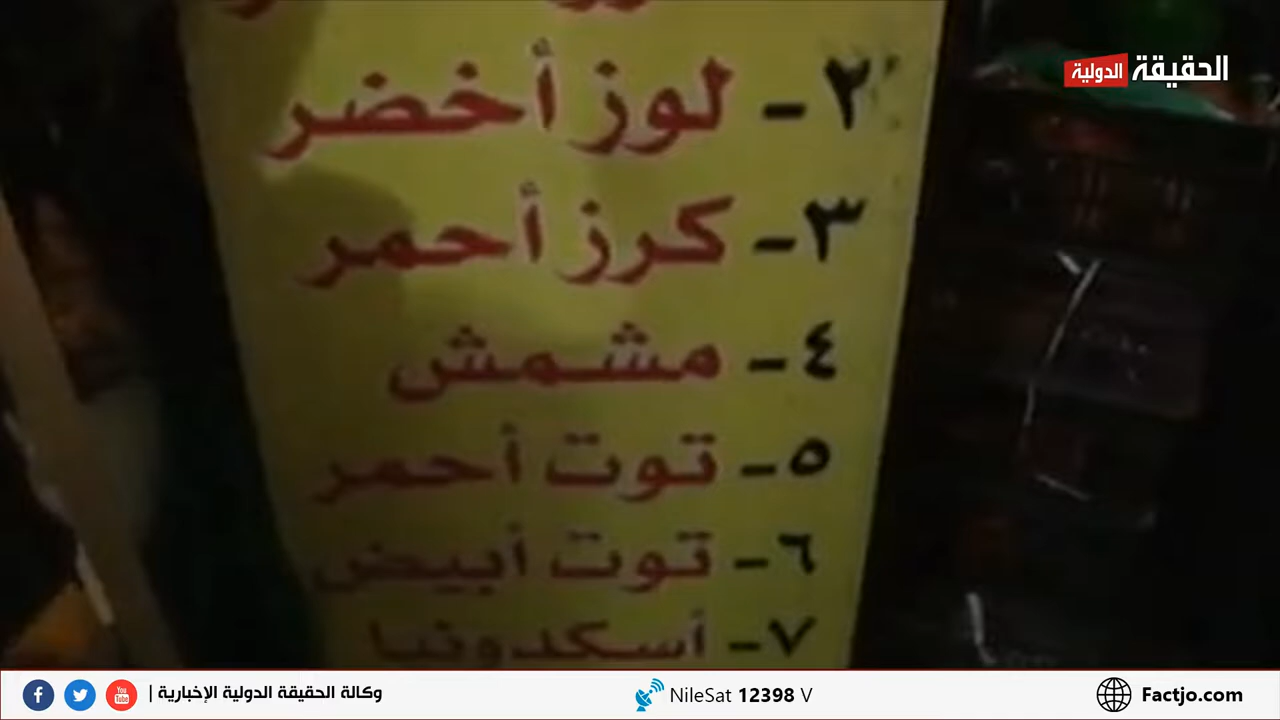 الحقيقة الدولية
٢- لوز أخضر
٣- كرز أحمر
٤- مشمش
٥- توت أحمر
٦- توت أبيض
٧- أسكدونيا
وكالة الحقيقة الدولية الإخبارية |
NileSat 12398 V
Factjo.com